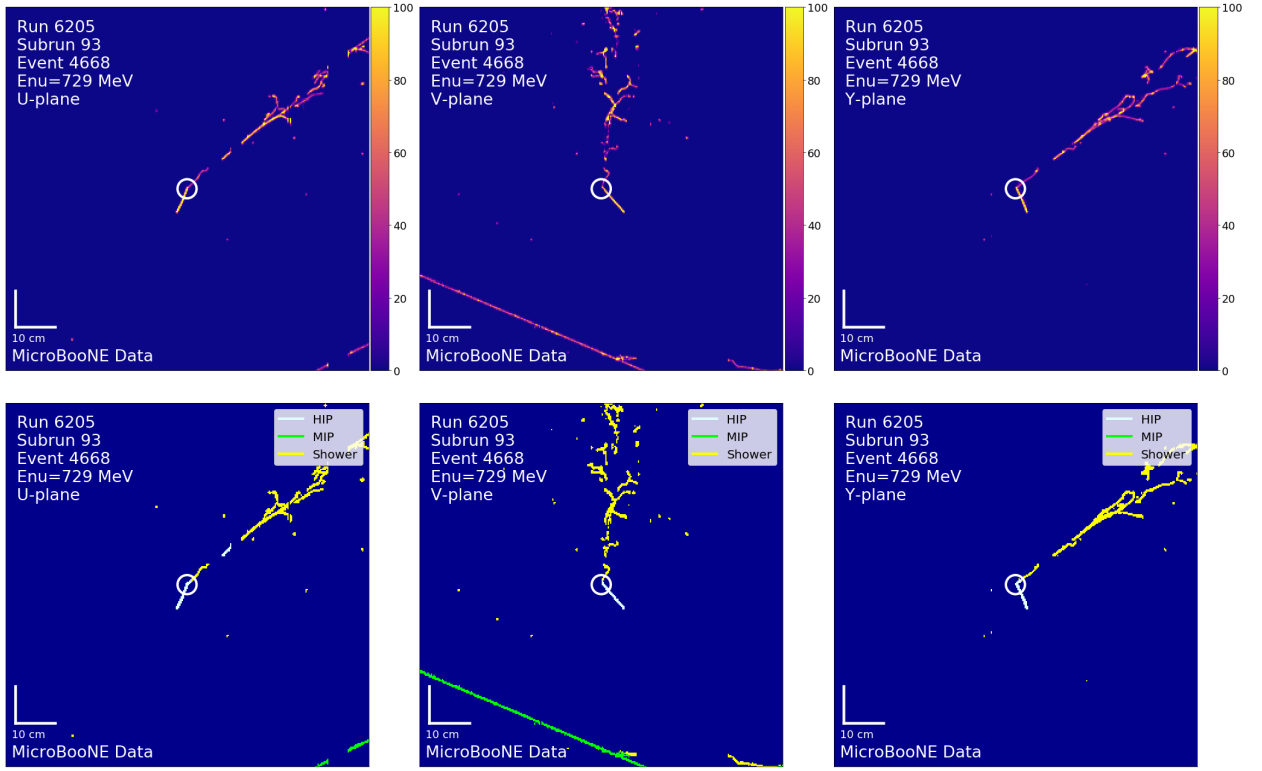 Run 6205
Subrun 93
Event 4668
Enu=729 MeV
U-plane
10 cm
MicroBooNE Data
100
80
60
40
20
0
Run 6205
Subrun 93
Event 4668
Enu=729 MeV
V-plane
10 cm
MicroBooNE Data
100
80
60
40
20
0
Run 6205
Subrun 93
Event 4668
Enu=729 MeV
Y-plane
10 cm
MicroBooNE Data
100
80
60
40
20
0
Run 6205
Subrun 93
Event 4668
Enu=729 MeV
U-plane
HIP
MIP
Shower
10 cm
MicroBooNE Data
Run 6205
Subrun 93
Event 4668
Enu=729 MeV
V-plane
HIP
MIP
Shower
10 cm
MicroBooNE Data
Run 6205
Subrun 93
Event 4668
Enu=729 MeV
Y-plane
HIP
MIP
Shower
10 cm
MicroBooNE Data